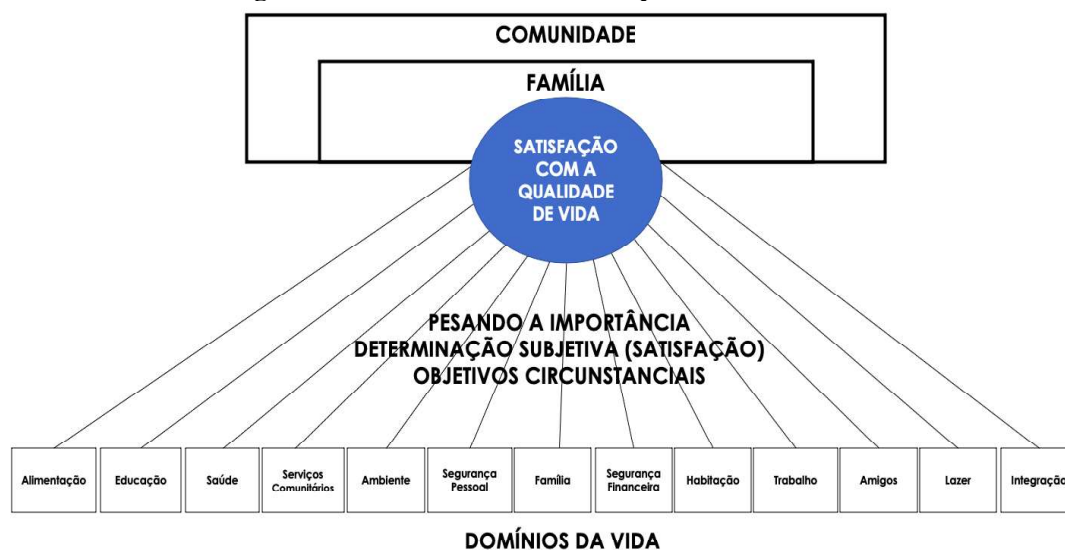 COMUNIDADE
FAMÍLIA
SATISFAÇÃO
COM A
QUALIDADE
DE VIDA
PESANDO A IMPORTÂNCIA
DETERMINAÇÃO SUBJETIVA (SATISFAÇÃO)
OBJETIVOS CIRCUNSTANCIAIS
Alimentação
Educação
Saúde
Serviços
Comunitários
Ambiente
Segurança
Pessoal
Família
Segurança
Financeira
Habitação
Trabalho
Amigos
Lazer
Integração
DOMÍNIOS DA VIDA